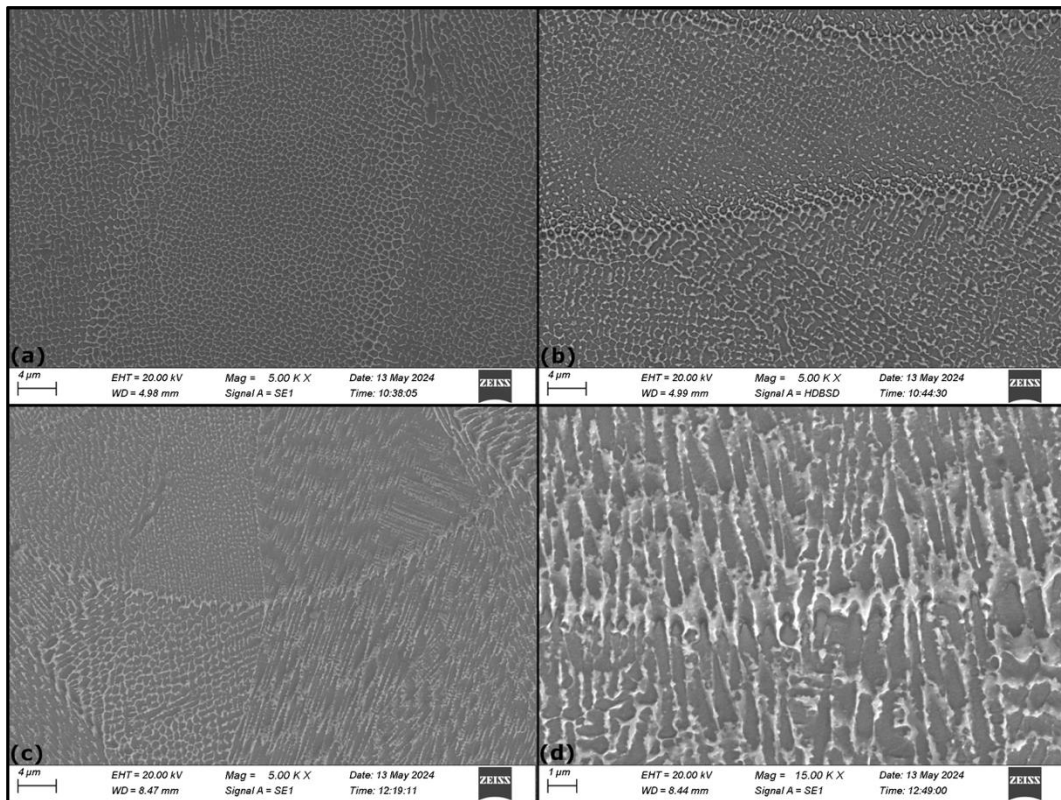 (a)
4 µm
EHT = 20.00 kV Mag = 5.00 K X Date: 13 May 2024
WD = 4.98 mm Signal A = SE1 Time: 10:38:05
ZEISS
(b)
4 µm
EHT = 20.00 kV Mag = 5.00 K X Date: 13 May 2024
WD = 4.99 mm Signal A = HDBSD Time: 10:44:30
ZEISS
(c)
4 µm
EHT = 20.00 kV Mag = 5.00 K X Date: 13 May 2024
WD = 8.47 mm Signal A = SE1 Time: 12:19:11
ZEISS
(d)
1 µm
EHT = 20.00 kV Mag = 15.00 K X Date: 13 May 2024
WD = 8.44 mm Signal A = SE1 Time: 12:49:00
ZEISS